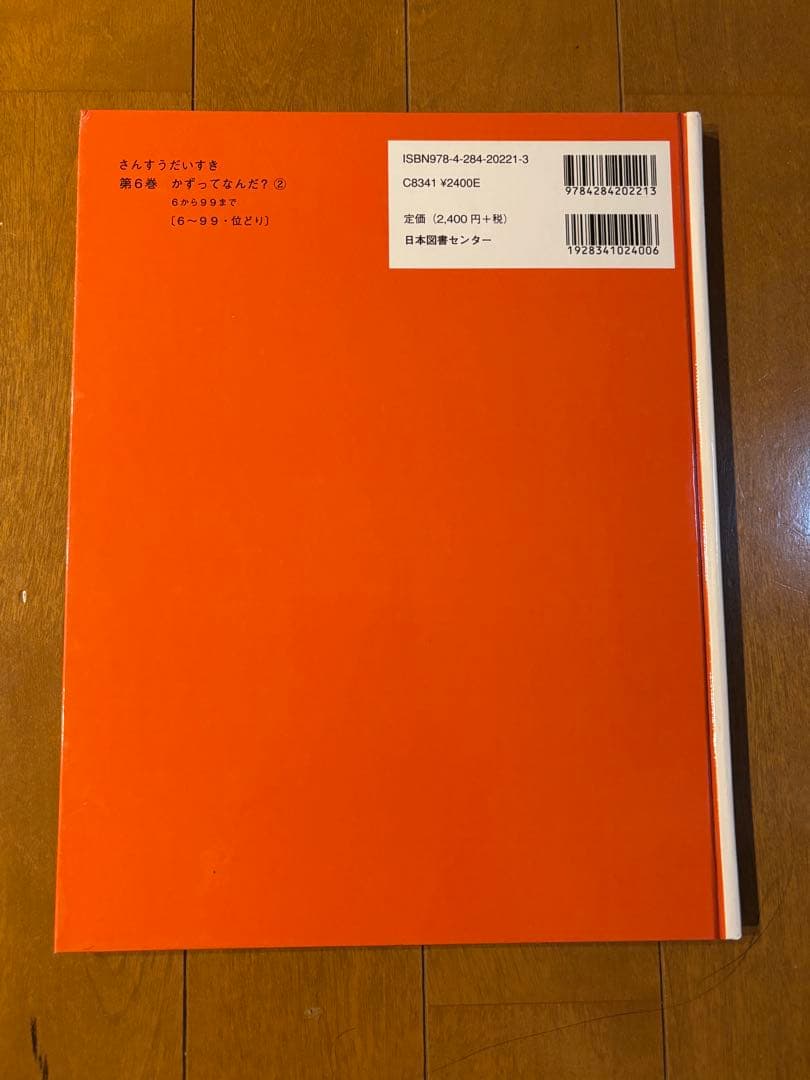 さんすうだいすき
第6巻 かずってなんだ?②
6から99まで
〔6〜99・位どり〕
ISBN978-4-284-20221-3
C8341 ¥2400E
定価（2,400円+税）
日本図書センター
9784284202213
1928341024006